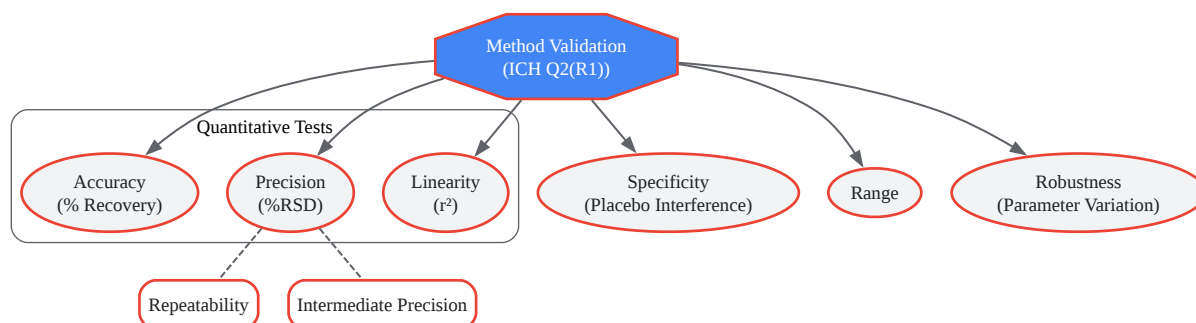 Method Validation
(ICH Q2(R1))
Quantitative Tests
Accuracy
(% Recovery)
Precision
(%RSD)
Linearity
(r²)
Specificity
(Placebo Interference)
Range
Robustness
(Parameter Variation)
Repeatability
Intermediate Precision